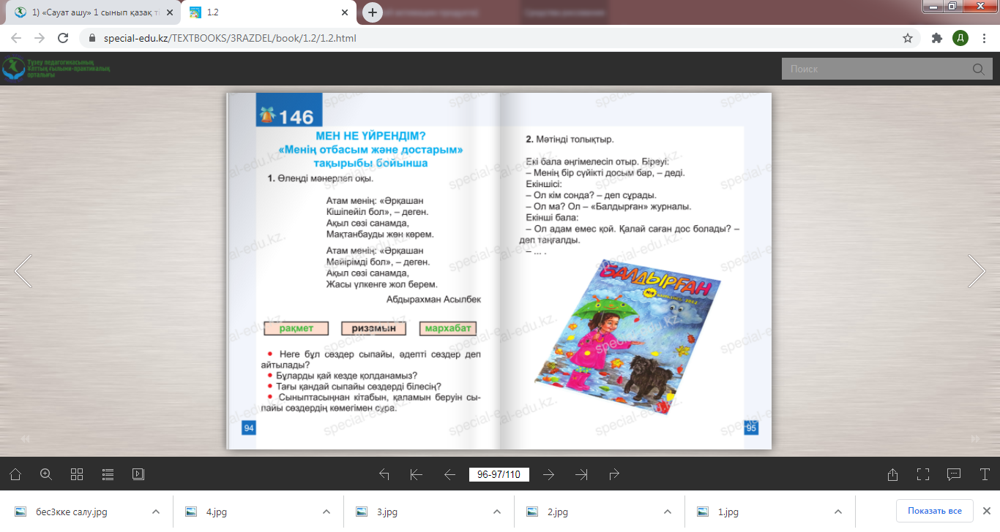 1) «Сауат ашу» 1 сынып қазақ ті
1.2
special-edu.kz/TEXTBOOKS/3RAZDEL/book/1.2/1.2.html
Д
Түзеу педагогикасының
Ұлттық ғылыми-практикалық
орталығы
Поиск
146
МЕН НЕ ҮЙРЕНДІМ?
«Менің отбасым және достарым»
тақырыбы бойынша
1. Өлеңді мәнерлеп оқы.
Атам менің: «Әрқашан
Кішіпейіл бол», – деген.
Ақыл сөзі санамда,
Мақтанбауды жөн көрем.
Атам менің: «Әрқашан
Мейірімді бол», – деген.
Ақыл сөзі санамда,
Жасы үлкенге жол берем.
Абдырахман Асылбек
рақмет ризамын мархабат
• Неге бұл сөздер сыпайы, әдепті сөздер деп
айтылады?
• Бұларды қай кезде қолданамыз?
• Тағы қандай сыпайы сөздерді білесің?
• Сыныптасыңнан кітабын, қаламын беруін сы-
пайы сөздердің көмегімен сұра.
94
2. Мәтінді толықтыр.
Екі бала әңгімелесіп отыр. Біреуі:
– Менің бір сүйікті досым бар, – деді.
Екіншісі:
– Ол кім сонда? – деп сұрады.
– Ол ма? Ол – «Балдырған» журналы.
Екінші бала:
– Ол адам емес қой. Қалай саған дос болады? –
деп таңғалды.
– ... .
БАЛДЫРҒАН
№9
95
special-edu.kz.
96-97/110
бес3кке салу.jpg
4.jpg
3.jpg
2.jpg
1.jpg
Показать все